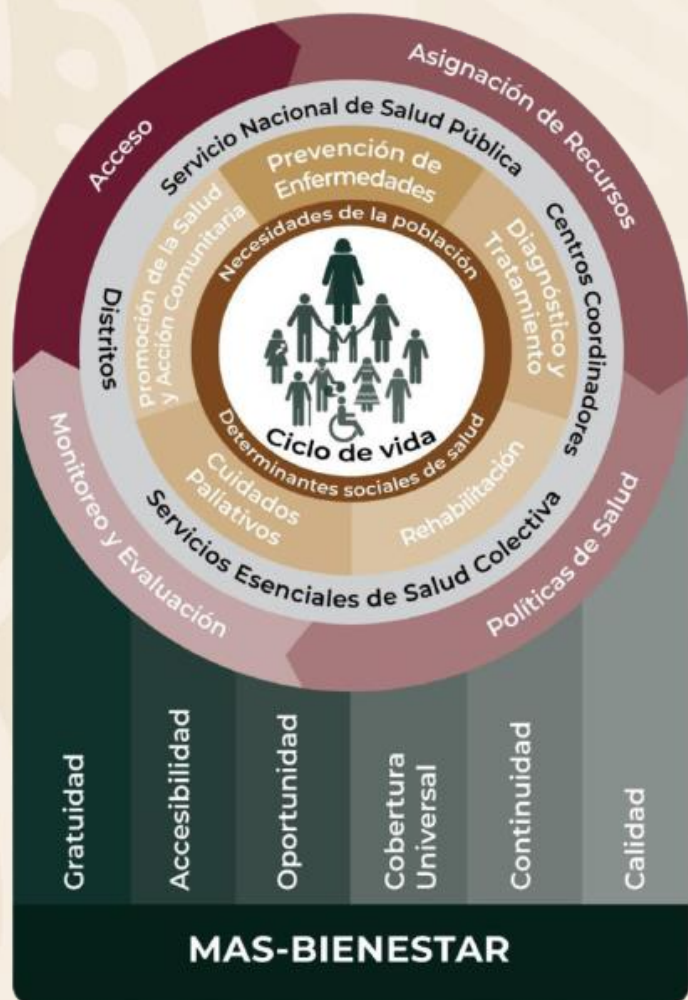 Acceso
Asignación de Recursos
Políticas de Salud
Monitoreo y Evaluación
Servicio Nacional de Salud Pública
Centros Coordinadores
Servicios Esenciales de Salud Colectiva
Distritos
Prevención de
Enfermedades
Diagnóstico y
Tratamiento
Rehabilitación
Cuidados
Paliativos
Promoción de la Salud
y Acción Comunitaria
Necesidades de la población
Determinantes sociales de salud
Ciclo de vida
Gratuidad
Accesibilidad
Oportunidad
Cobertura
Universal
Continuidad
Calidad
MAS-BIENESTAR